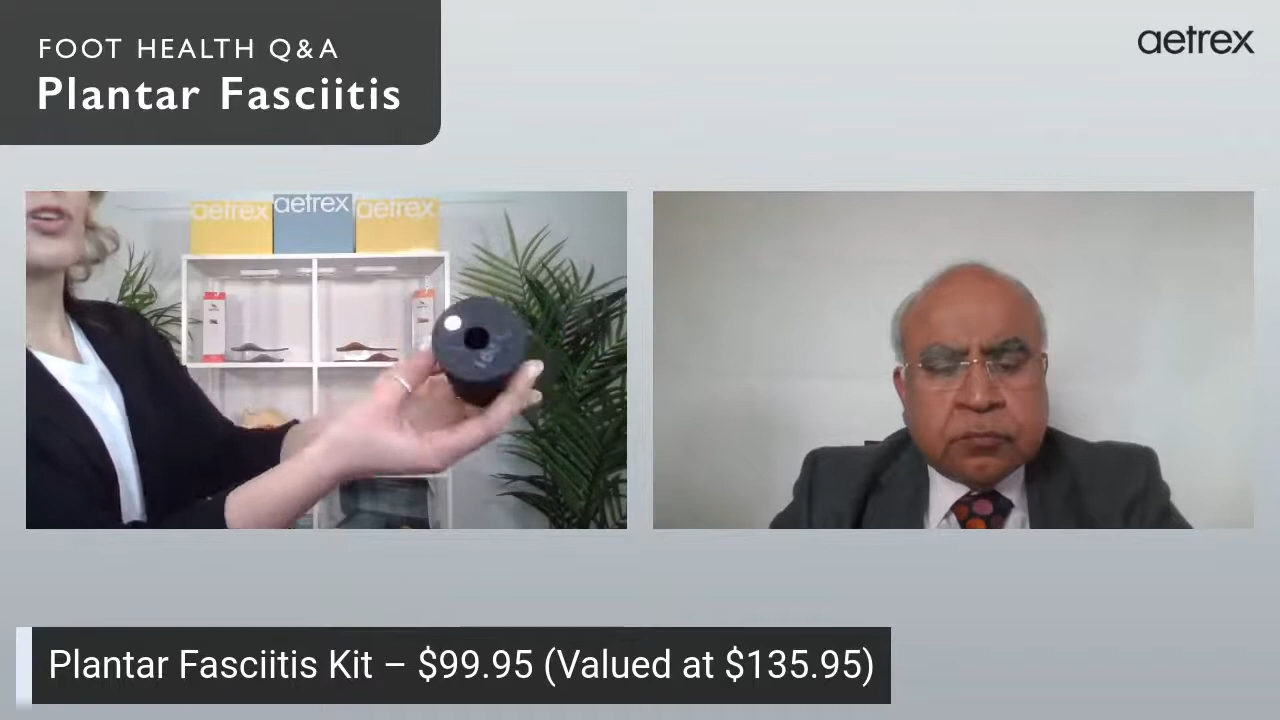 FOOT HEALTH Q&A
Plantar Fasciitis
aetrex
aetrex
aetrex
aetrex
Plantar Fasciitis Kit – $99.95 (Valued at $135.95)